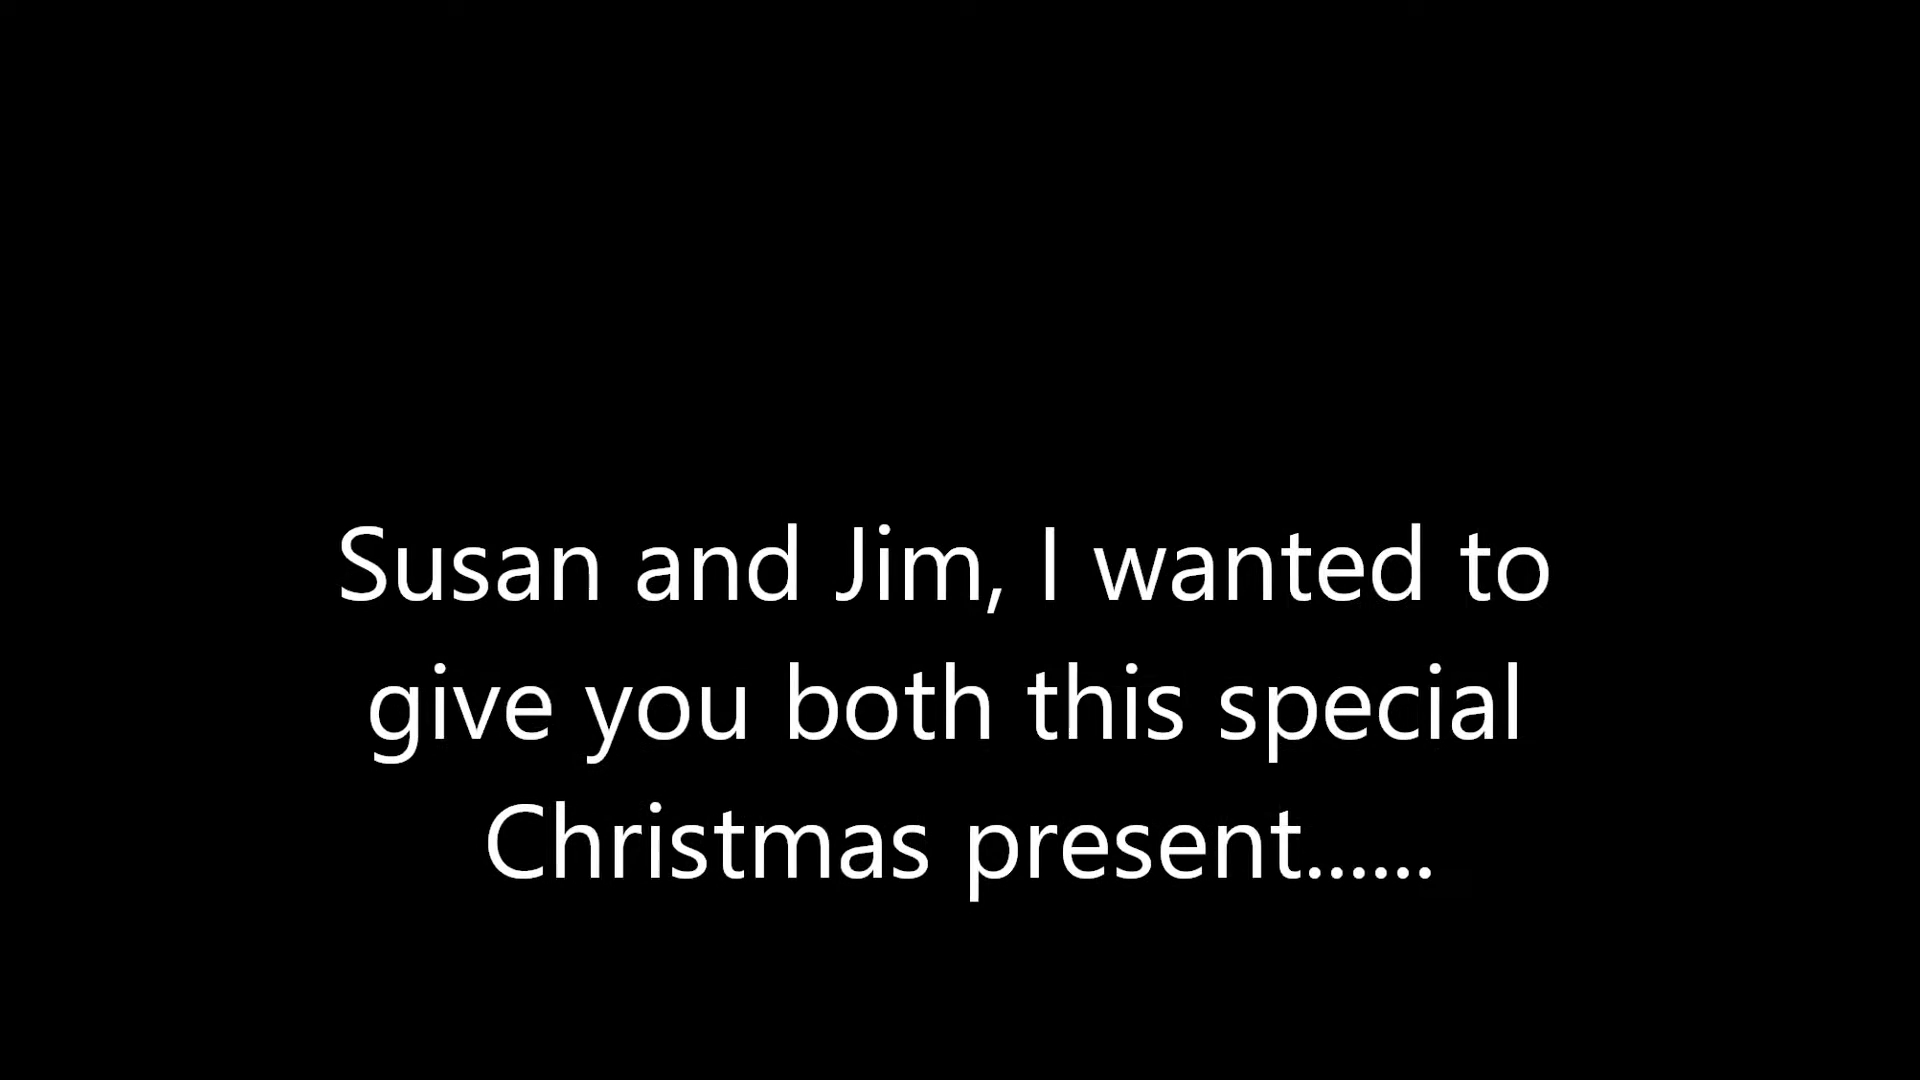 Susan and Jim, I wanted to
give you both this special
Christmas present......